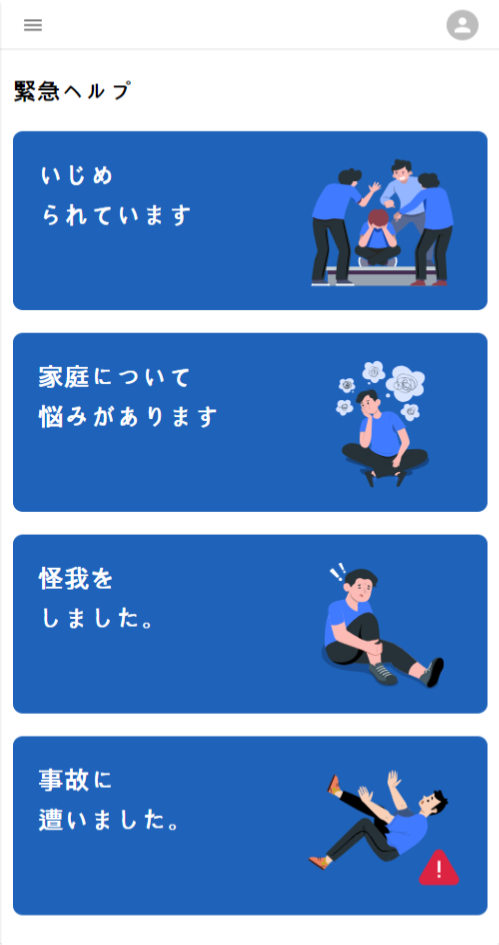 緊急ヘルプ
いじめ
られています
家庭について
悩みがあります
怪我を
しました。
事故に
遭いました。